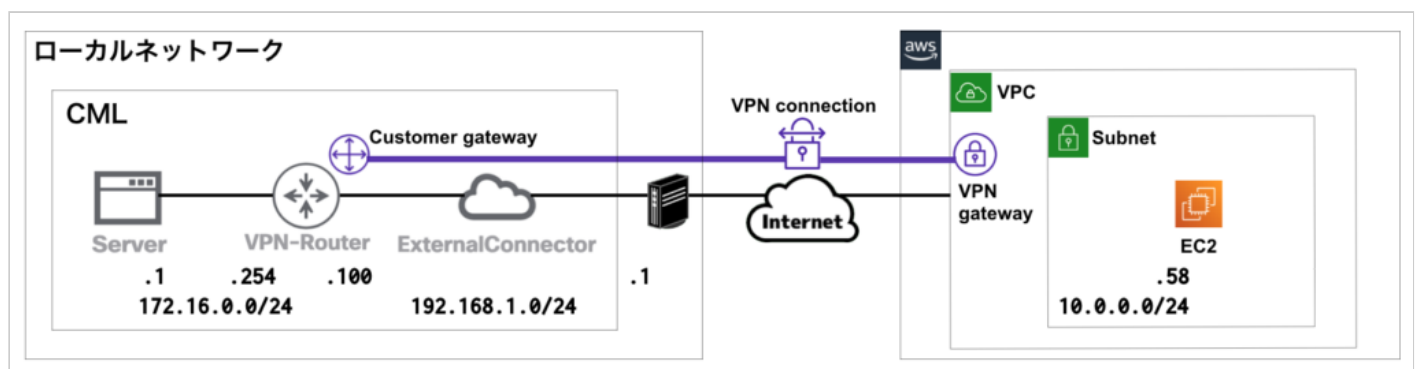 ローカルネットワーク
aws
CML
VPC
VPN connection
Customer gateway
Subnet
VPN
gateway
Internet
Server
VPN-Router
ExternalConnector
EC2
.1
.254
.100
.1
.58
172.16.0.0/24
192.168.1.0/24
10.0.0.0/24